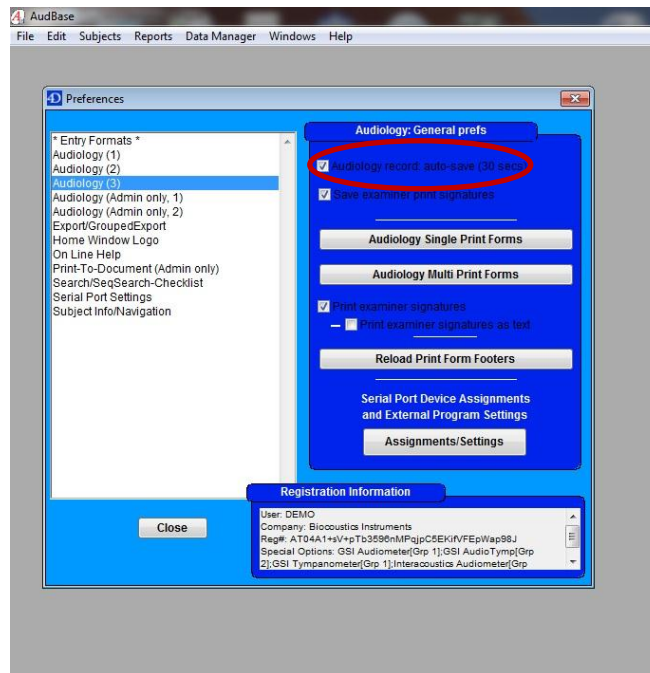 AudBase
File Edit Subjects Reports Data Manager Windows Help
Preferences
* Entry Formats *
Audiology (1)
Audiology (2)
Audiology (3)
Audiology (Admin only, 1)
Audiology (Admin only, 2)
Export/GroupedExport
Home Window Logo
On Line Help
Print-To-Document (Admin only)
Search/SeqSearch-Checklist
Serial Port Settings
Subject Info/Navigation
Close
Audiology: General prefs
Audiology record: auto-save (30 secs)
Save examiner print signatures
Audiology Single Print Forms
Audiology Multi Print Forms
Print examiner signatures
Print examiner signatures as text
Reload Print Form Footers
Serial Port Device Assignments
and External Program Settings
Assignments/Settings
Registration Information
User: DEMO
Company: Biocoustics Instruments
Reg#:
Special Options: GSI Audiometer[Grp 1];GSI AudioTymp[Grp
2];GSI Tympanometer[Grp 1];Interacoustics Audiometer[Grp